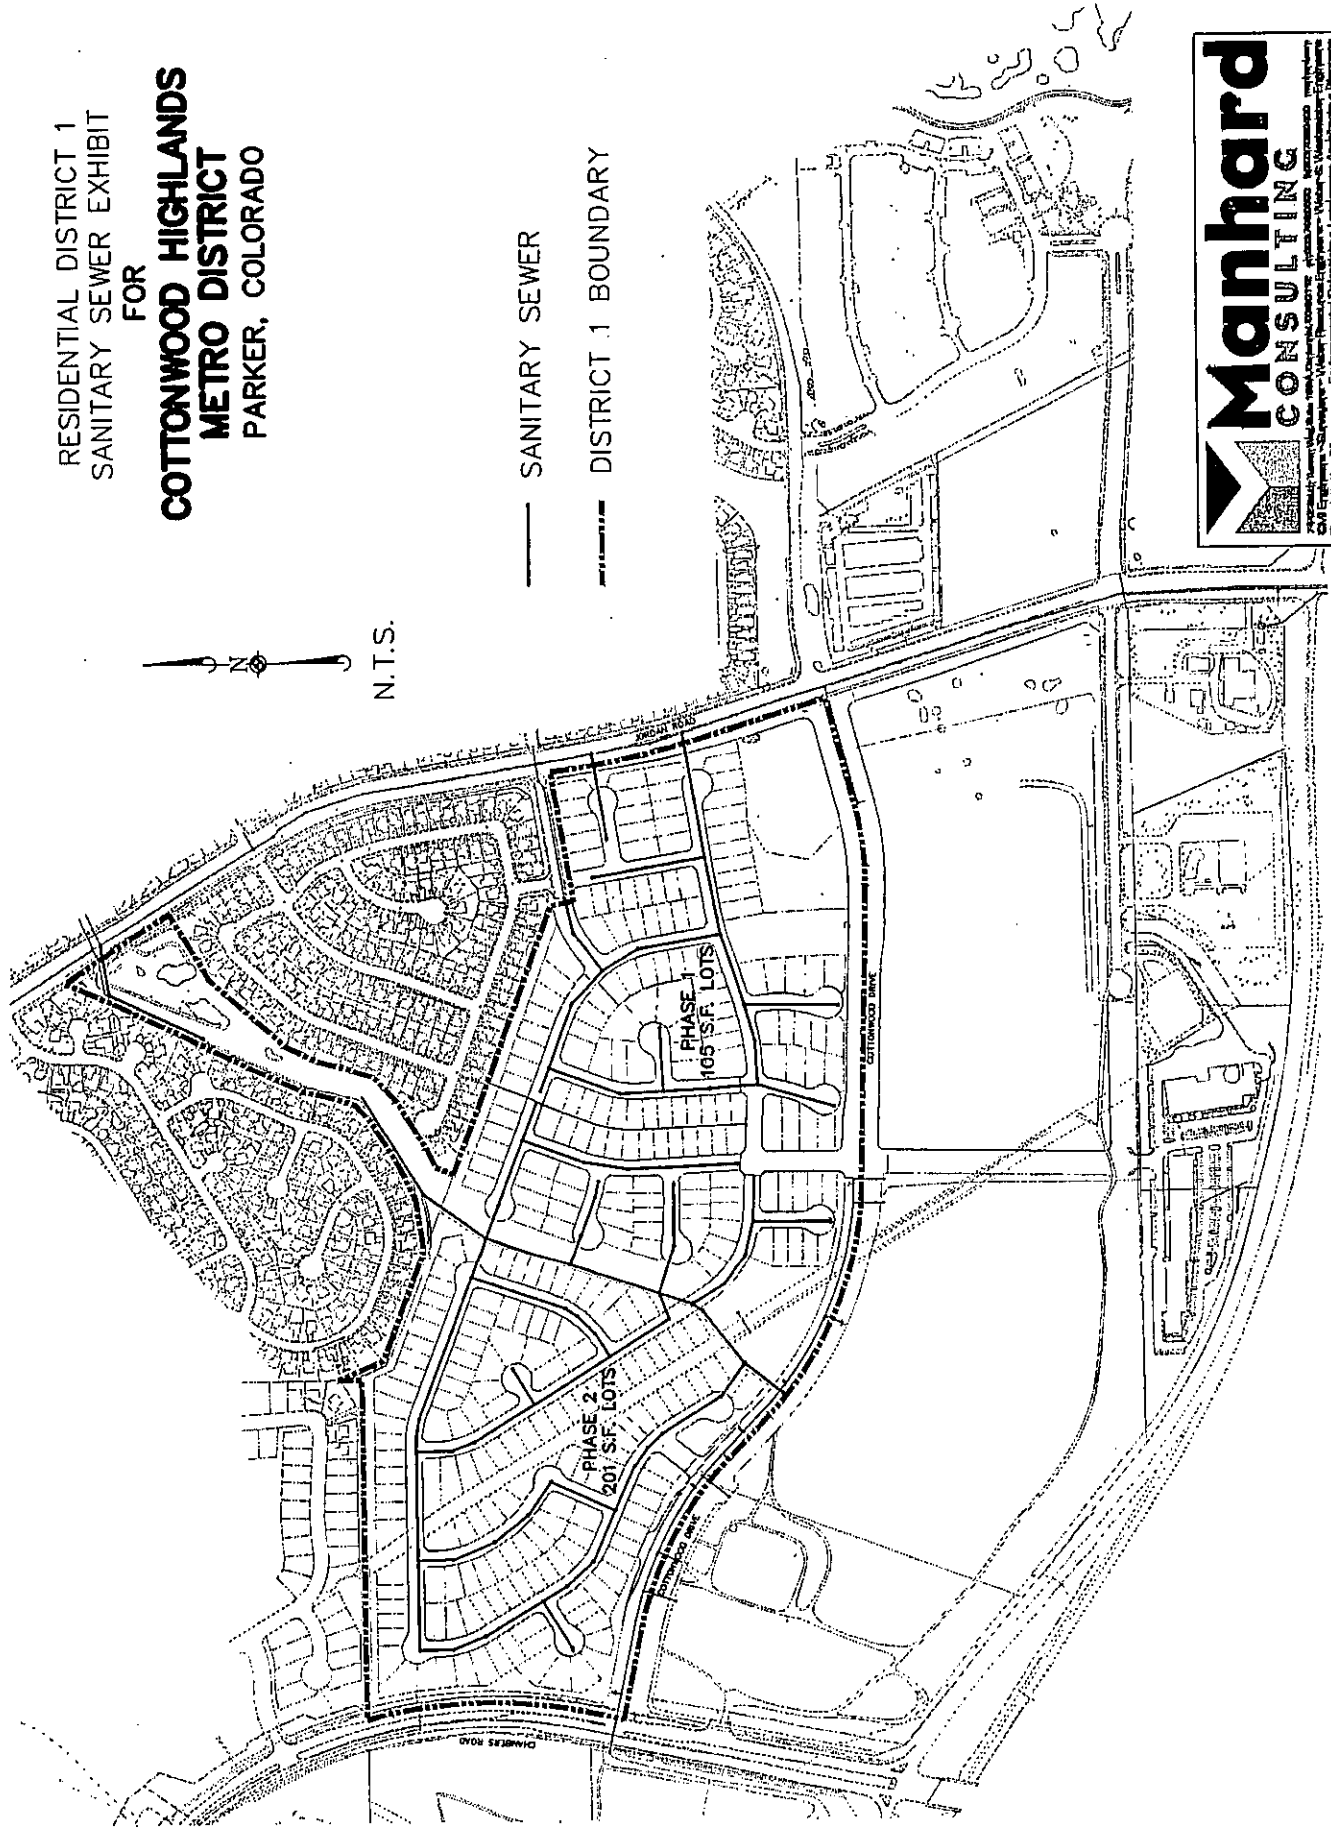 RESIDENTIAL DISTRICT 1
SANITARY SEWER EXHIBIT
FOR
COTTONWOOD HIGHLANDS
METRO DISTRICT
PARKER, COLORADO
N
N.T.S.
SANITARY SEWER
DISTRICT 1 BOUNDARY
JORDAN ROAD
PHASE 1
105 S.F. LOTS
COTTONWOOD DRIVE
PHASE 2
201 S.F. LOTS
COTTONWOOD DRIVE
CHAMBERS ROAD
Manhard
CONSULTING